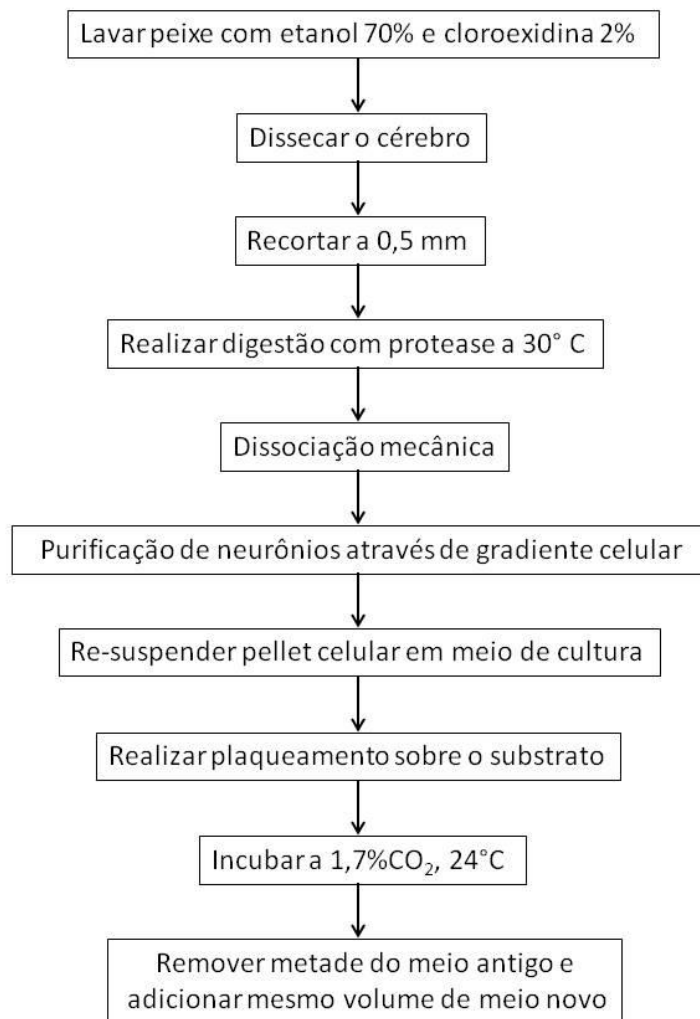 Lavar peixe com etanol 70% e cloroexidina 2%
Dissecar o cérebro
Recortar a 0,5 mm
Realizar digestão com protease a 30° C
Dissociação mecânica
Purificação de neurônios através de gradiente celular
Re-suspender pellet celular em meio de cultura
Realizar plaqueamento sobre o substrato
Incubar a 1,7%CO₂, 24°C
Remover metade do meio antigo e
adicionar mesmo volume de meio novo